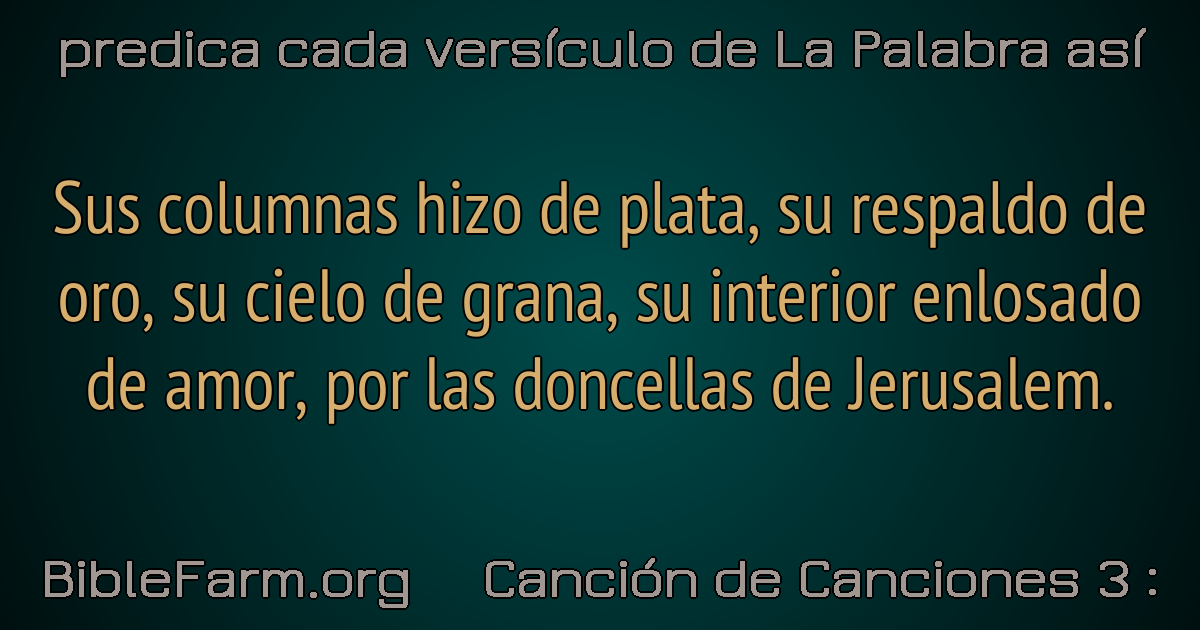 predica cada versículo de La Palabra así
Sus columnas hizo de plata, su respaldo de
oro, su cielo de grana, su interior enlosado
de amor, por las doncellas de Jerusalem.
BibleFarm.org Canción de Canciones 3 :